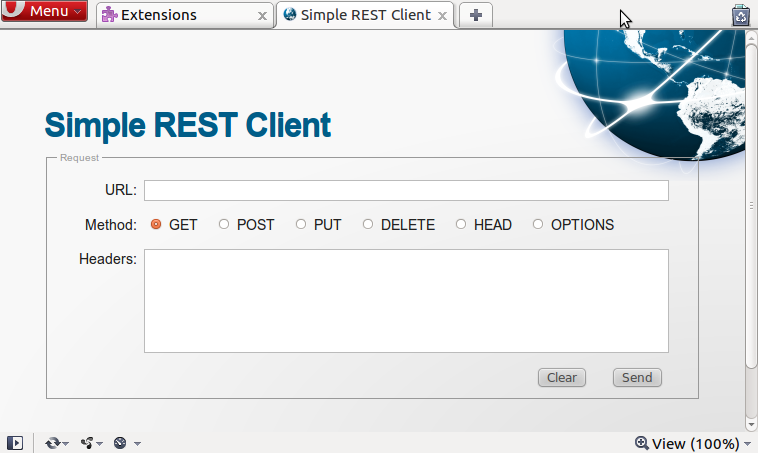 Menu Extensions Simple REST Client
Simple REST Client
Request
URL:
Method: GET POST PUT DELETE HEAD OPTIONS
Headers:
Clear Send
View (100%)